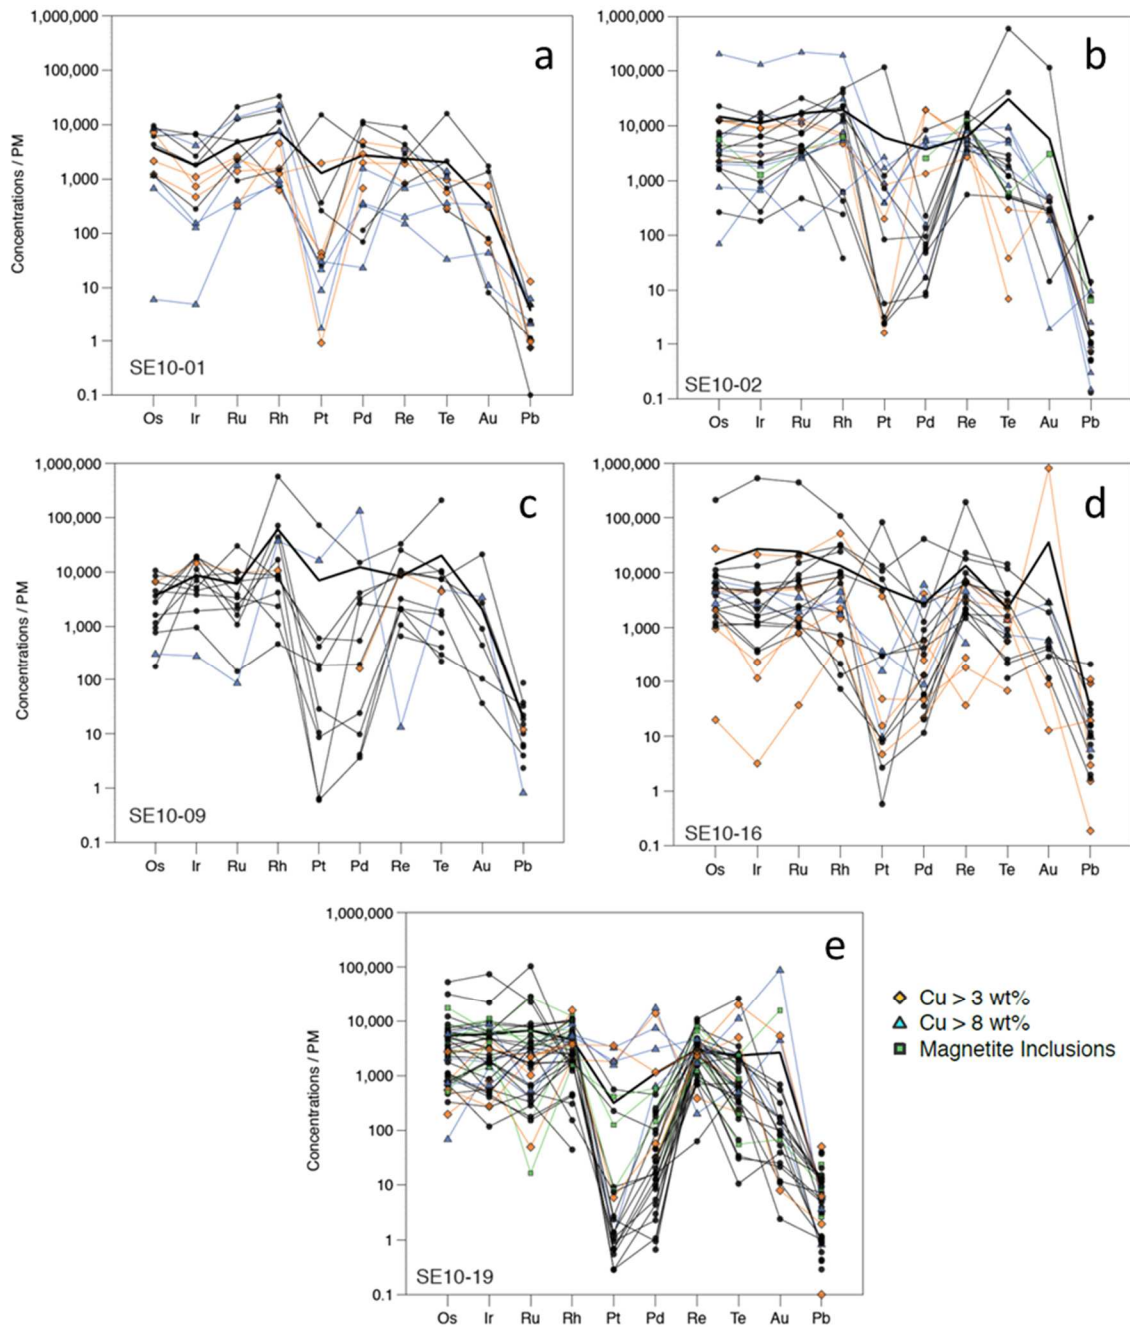 a
1,000,000
100,000
10,000
1,000
100
10
1
0.1
Concentrations / PM
SE10-01
Os Ir Ru Rh Pt Pd Re Te Au Pb
b
1,000,000
100,000
10,000
1,000
100
10
1
0.1
SE10-02
Os Ir Ru Rh Pt Pd Re Te Au Pb
c
1,000,000
100,000
10,000
1,000
100
10
1
0.1
Concentrations / PM
SE10-09
Os Ir Ru Rh Pt Pd Re Te Au Pb
d
1,000,000
100,000
10,000
1,000
100
10
1
0.1
SE10-16
Os Ir Ru Rh Pt Pd Re Te Au Pb
e
1,000,000
100,000
10,000
1,000
100
10
1
0.1
Concentrations / PM
SE10-19
Os Ir Ru Rh Pt Pd Re Te Au Pb
Cu > 3 wt%
Cu > 8 wt%
Magnetite Inclusions